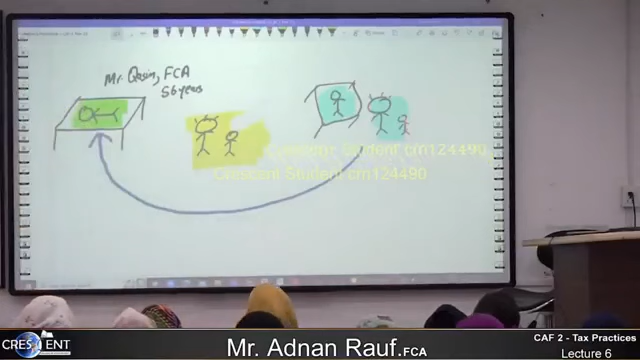 Mr. Qasim, FCA
56 years
Crescent Student cm124490
Crescent Student cm124490
CRESCENT
Mr. Adnan Rauf.FCA
CAF 2 - Tax Practices
Lecture 6